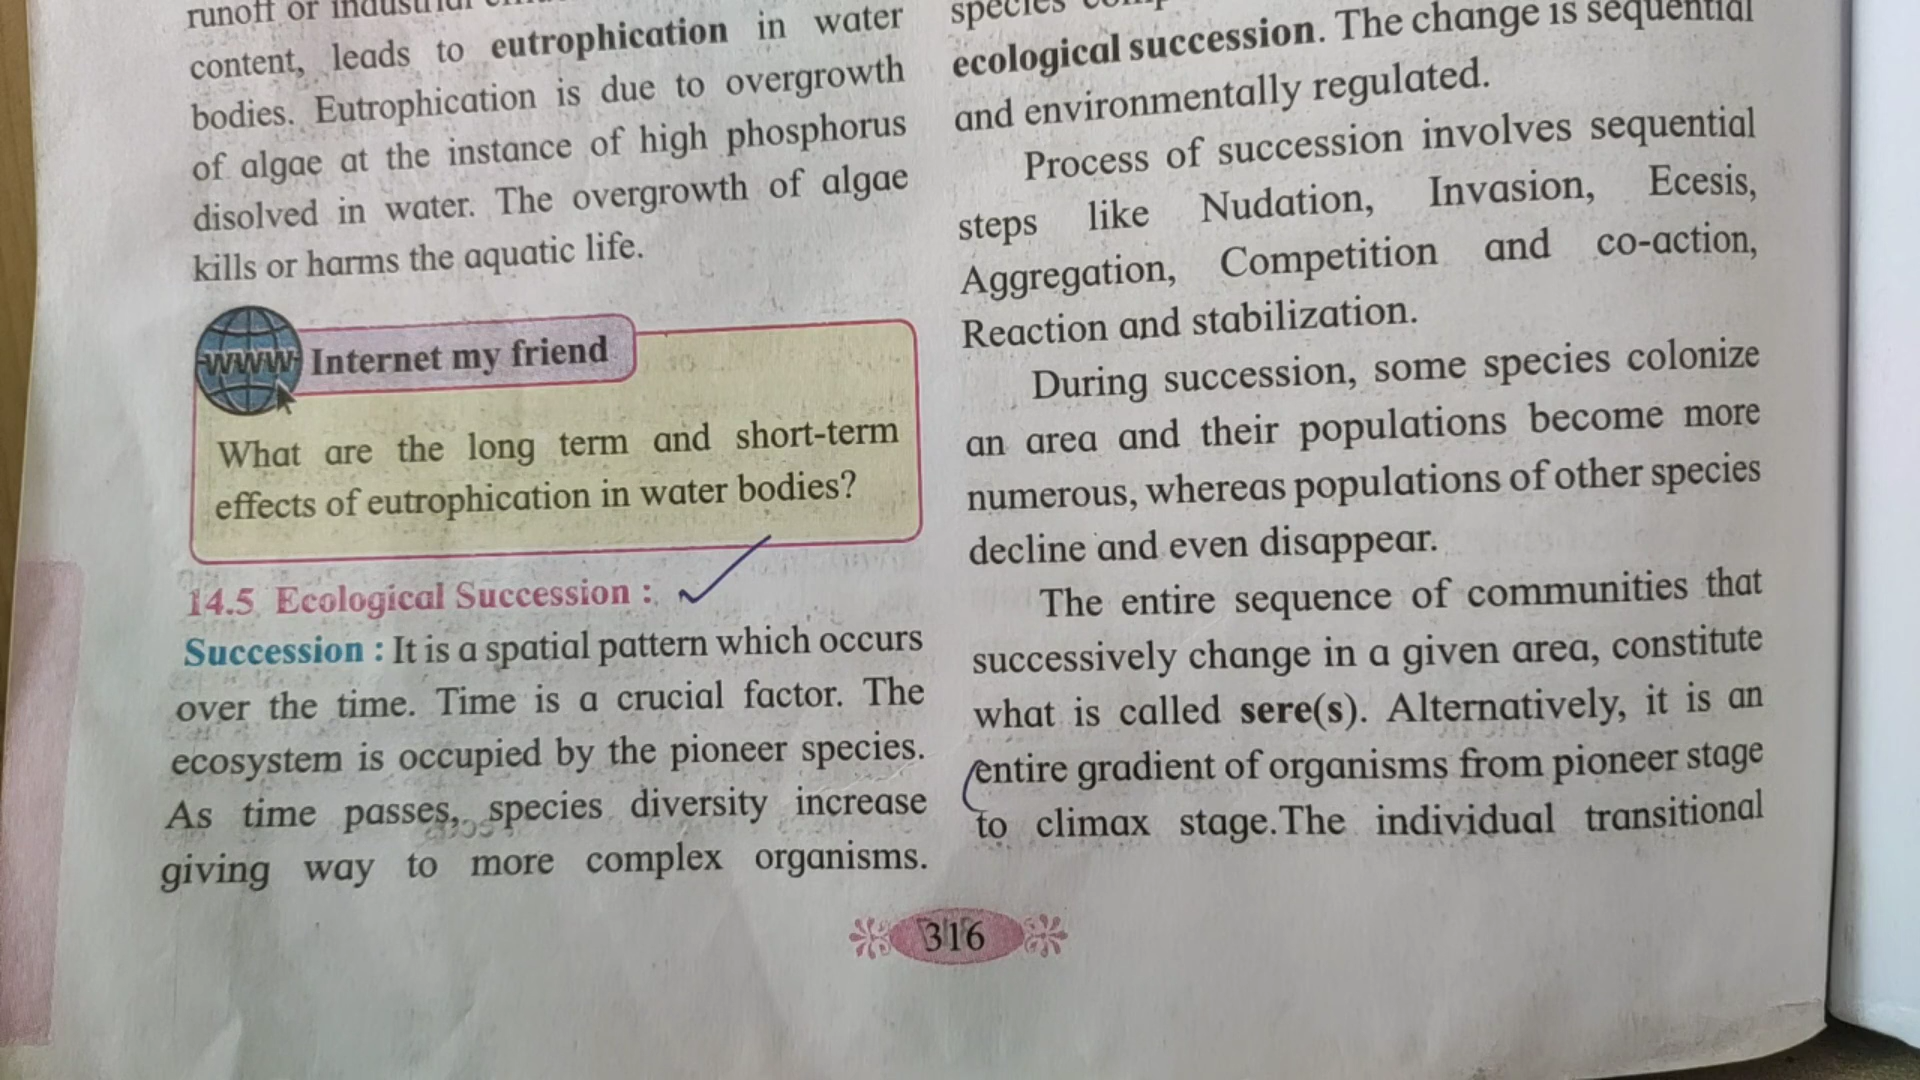 runoff or industrial
content, leads to eutrophication in water
bodies. Eutrophication is due to overgrowth
of algae at the instance of high phosphorus
disolved in water. The overgrowth of algae
kills or harms the aquatic life.
www Internet my friend
What are the long term and short-term
effects of eutrophication in water bodies?
14.5 Ecological Succession :
Succession : It is a spatial pattern which occurs
over the time. Time is a crucial factor. The
ecosystem is occupied by the pioneer species.
As time passes, species diversity increase
giving way to more complex organisms.
species
ecological succession. The change is sequential
and environmentally regulated.
Process of succession involves sequential
steps like Nudation, Invasion, Ecesis,
Aggregation, Competition and co-action,
Reaction and stabilization.
During succession, some species colonize
an area and their populations become more
numerous, whereas populations of other species
decline and even disappear.
The entire sequence of communities that
successively change in a given area, constitute
what is called sere(s). Alternatively, it is an
entire gradient of organisms from pioneer stage
to climax stage.The individual transitional
316